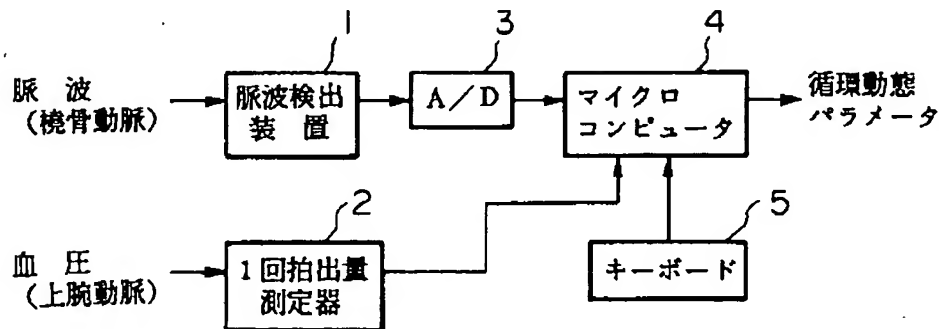 1
3
4
脈 波
(橈骨動脈)
脈波検出
装 置
A/D
マイクロ
コンピュータ
循環動態
パラメータ
2
5
血 圧
(上腕動脈)
1回拍出量
測定器
キーボード